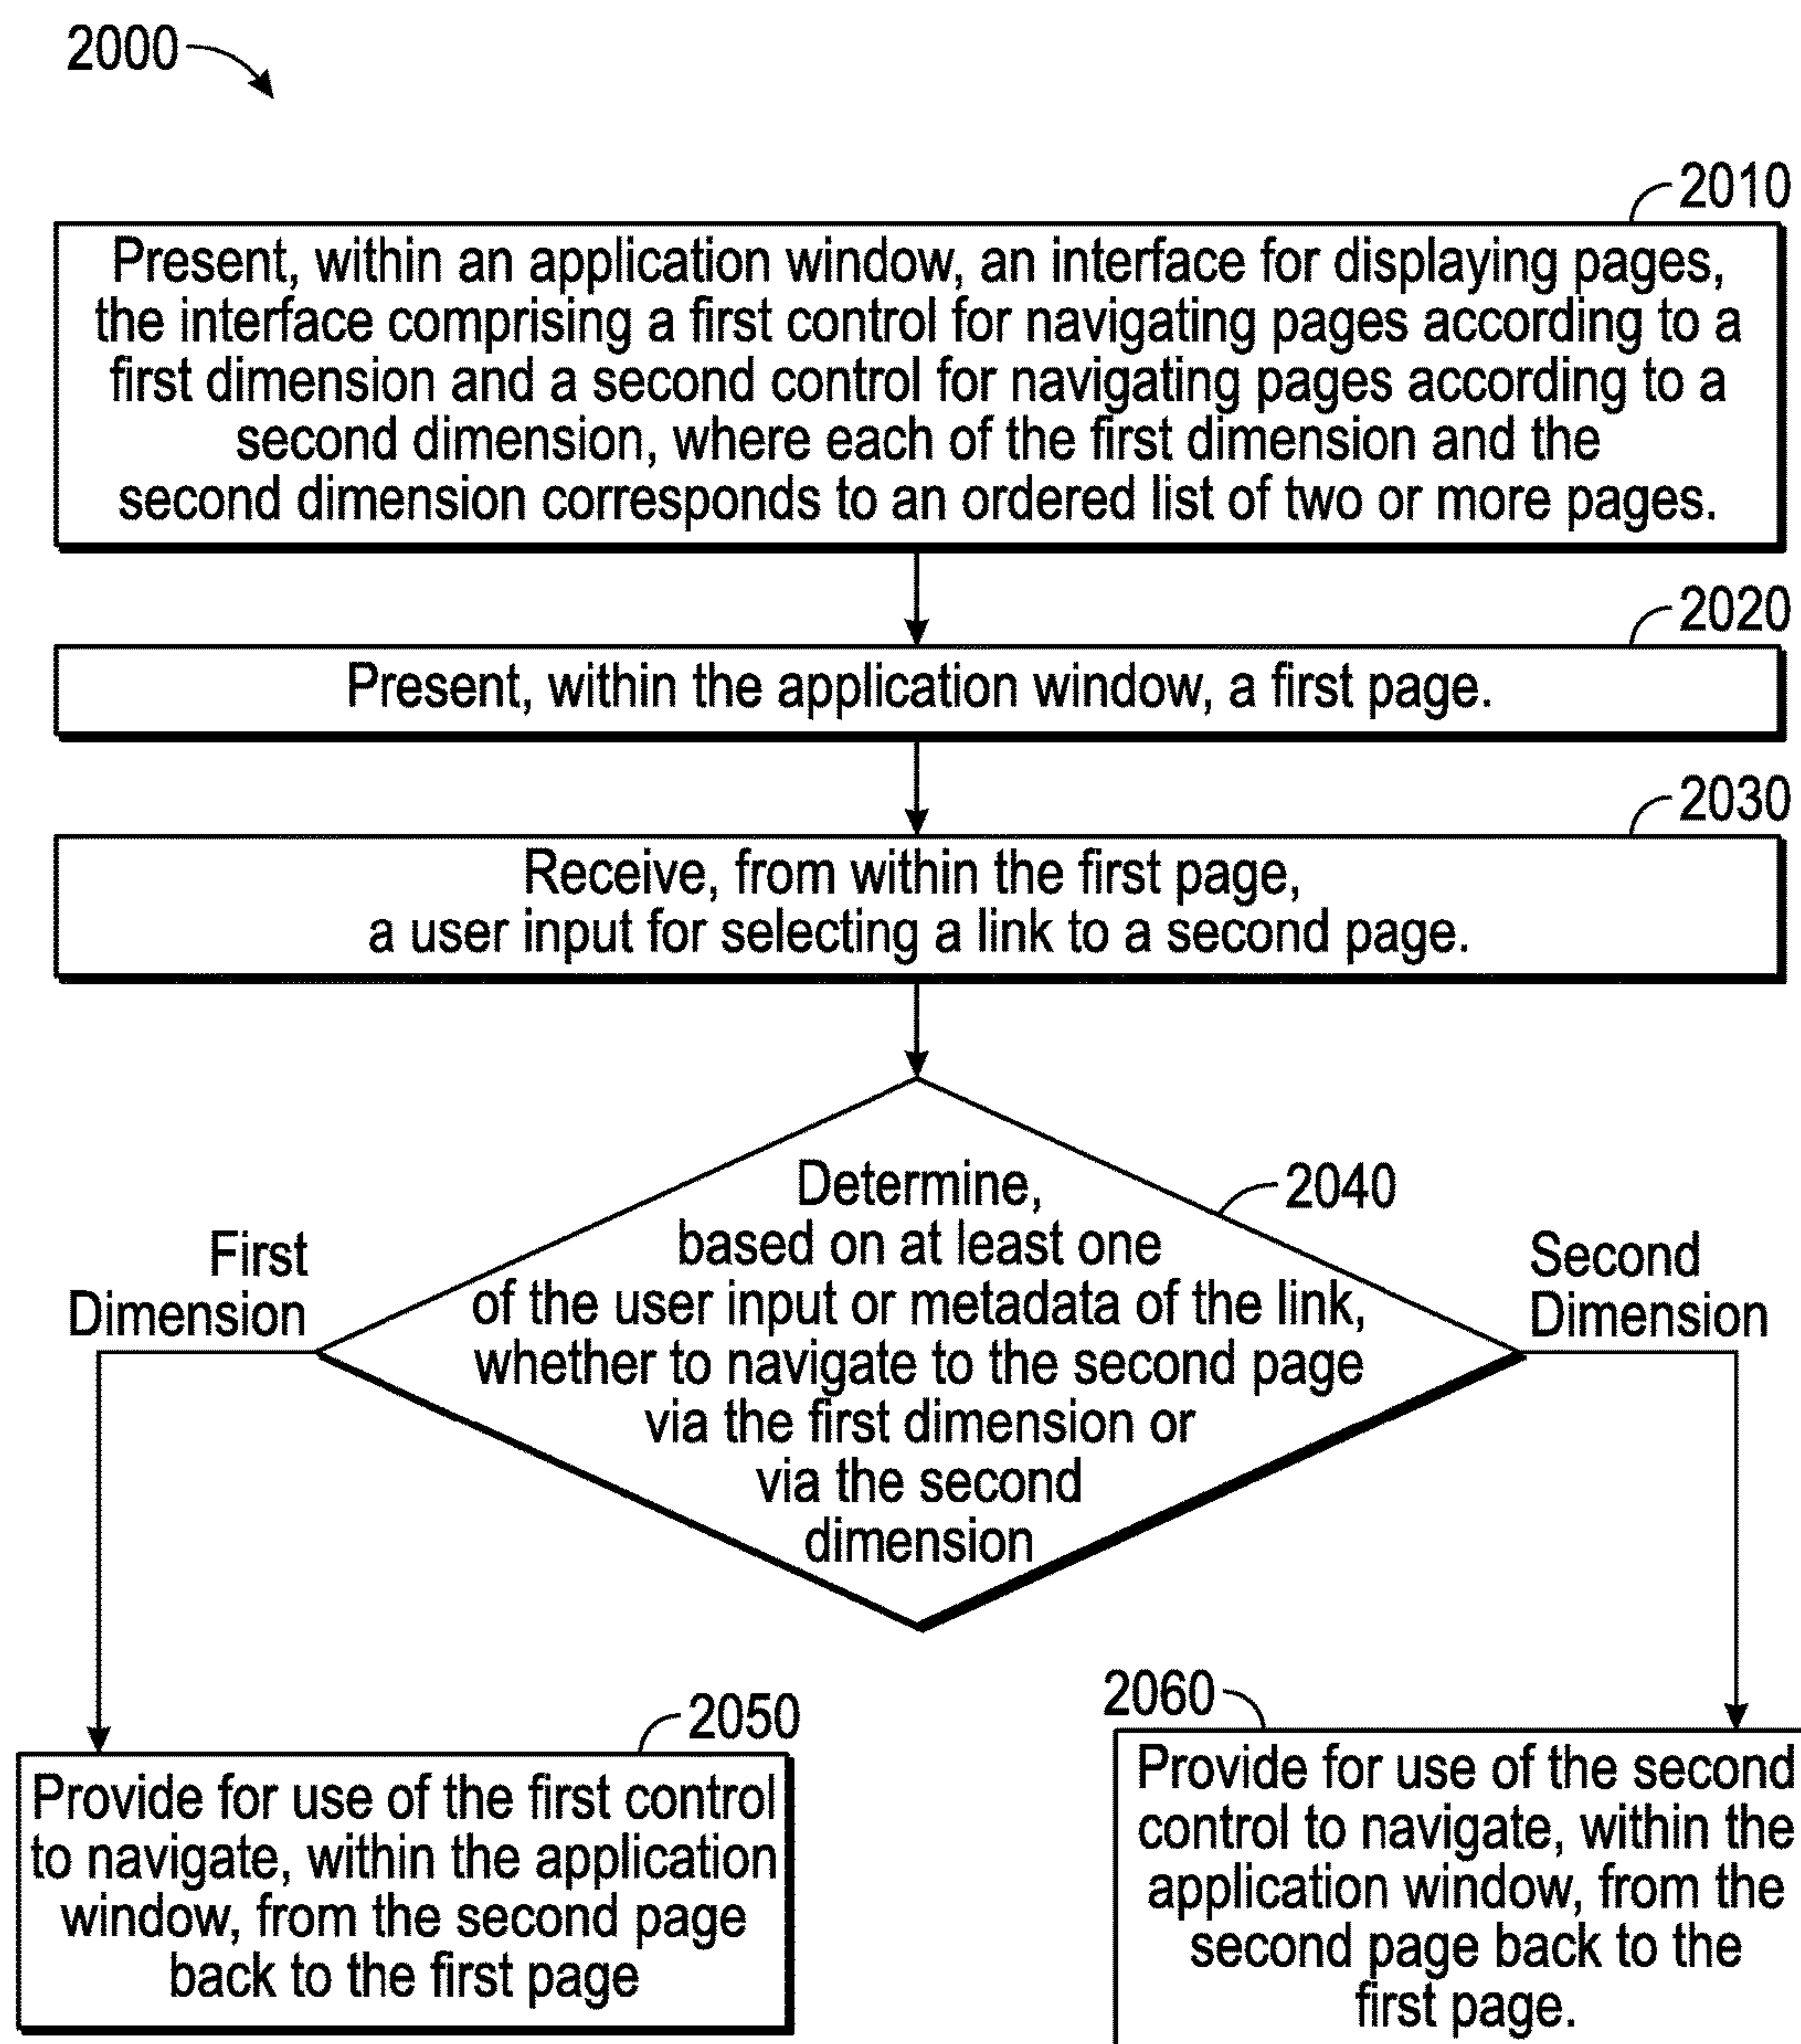 2000
2010
Present, within an application window, an interface for displaying pages,
the interface comprising a first control for navigating pages according to a
first dimension and a second control for navigating pages according to a
second dimension, where each of the first dimension and the
second dimension corresponds to an ordered list of two or more pages.
2020
Present, within the application window, a first page.
2030
Receive, from within the first page,
a user input for selecting a link to a second page.
2040
Determine,
based on at least one
of the user input or metadata of the link,
whether to navigate to the second page
via the first dimension or
via the second
dimension
First
Dimension
Second
Dimension
2050
Provide for use of the first control
to navigate, within the application
window, from the second page
back to the first page
2060
Provide for use of the second
control to navigate, within the
application window, from the
second page back to the
first page.